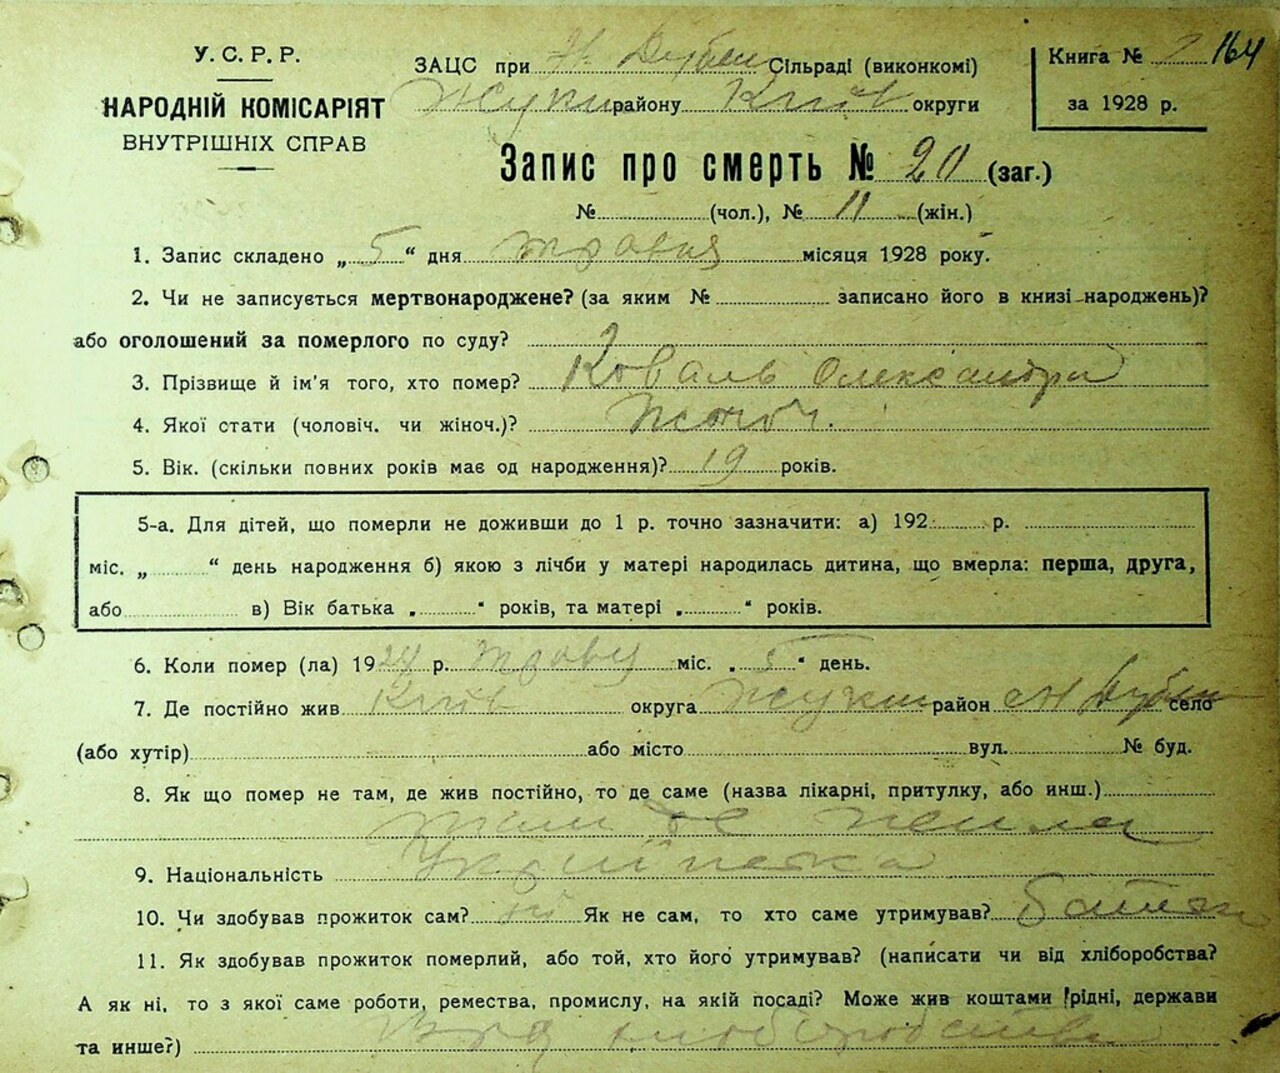 У. С. Р. Р.
НАРОДНІЙ КОМІСАРІЯТ
ВНУТРІШНІХ СПРАВ
ЗАЦС при Н. Дубеч Сільраді (виконкомі)
Жукин району Київ округи
Книга № 2 164
за 1928 р.
Запис про смерть № 20 (заг.)
№ (чол.), № 11 (жін.)
1. Запис складено „ 5 “ дня травня місяця 1928 року.
2. Чи не записується мертвонароджене? (за яким № записано його в книзі народжень)?
або оголошений за померлого по суду?
3. Прізвище й ім'я того, хто помер? Коваль Олександра
4. Якої стати (чоловіч. чи жіноч.)? жіноч.
5. Вік. (скільки повних років має од народження)? 19 років.
5-а. Для дітей, що померли не доживши до 1 р. точно зазначити: а) 192 р.
міс. „ “ день народження б) якою з лічби у матері народилась дитина, що вмерла: перша, друга,
або в) Вік батька „ “ років, та матері „ “ років.
6. Коли помер (ла) 1928 р. траву міс. „ 5 “ день.
7. Де постійно жив Київ округа Жукин район Н Дубеч село
(або хутір) або місто вул. № буд.
8. Як що помер не там, де жив постійно, то де саме (назва лікарні, притулку, або инш.)
там де жила
9. Національність Українка
10. Чи здобував прожиток сам? ні Як не сам, то хто саме утримував? батьки
11. Як здобував прожиток померлий, або той, хто його утримував? (написати чи від хліборобства?
А як ні, то з якої саме роботи, ремества, промислу, на якій посаді? Може жив коштами рідні, держави
та инше?) Від хліборобства